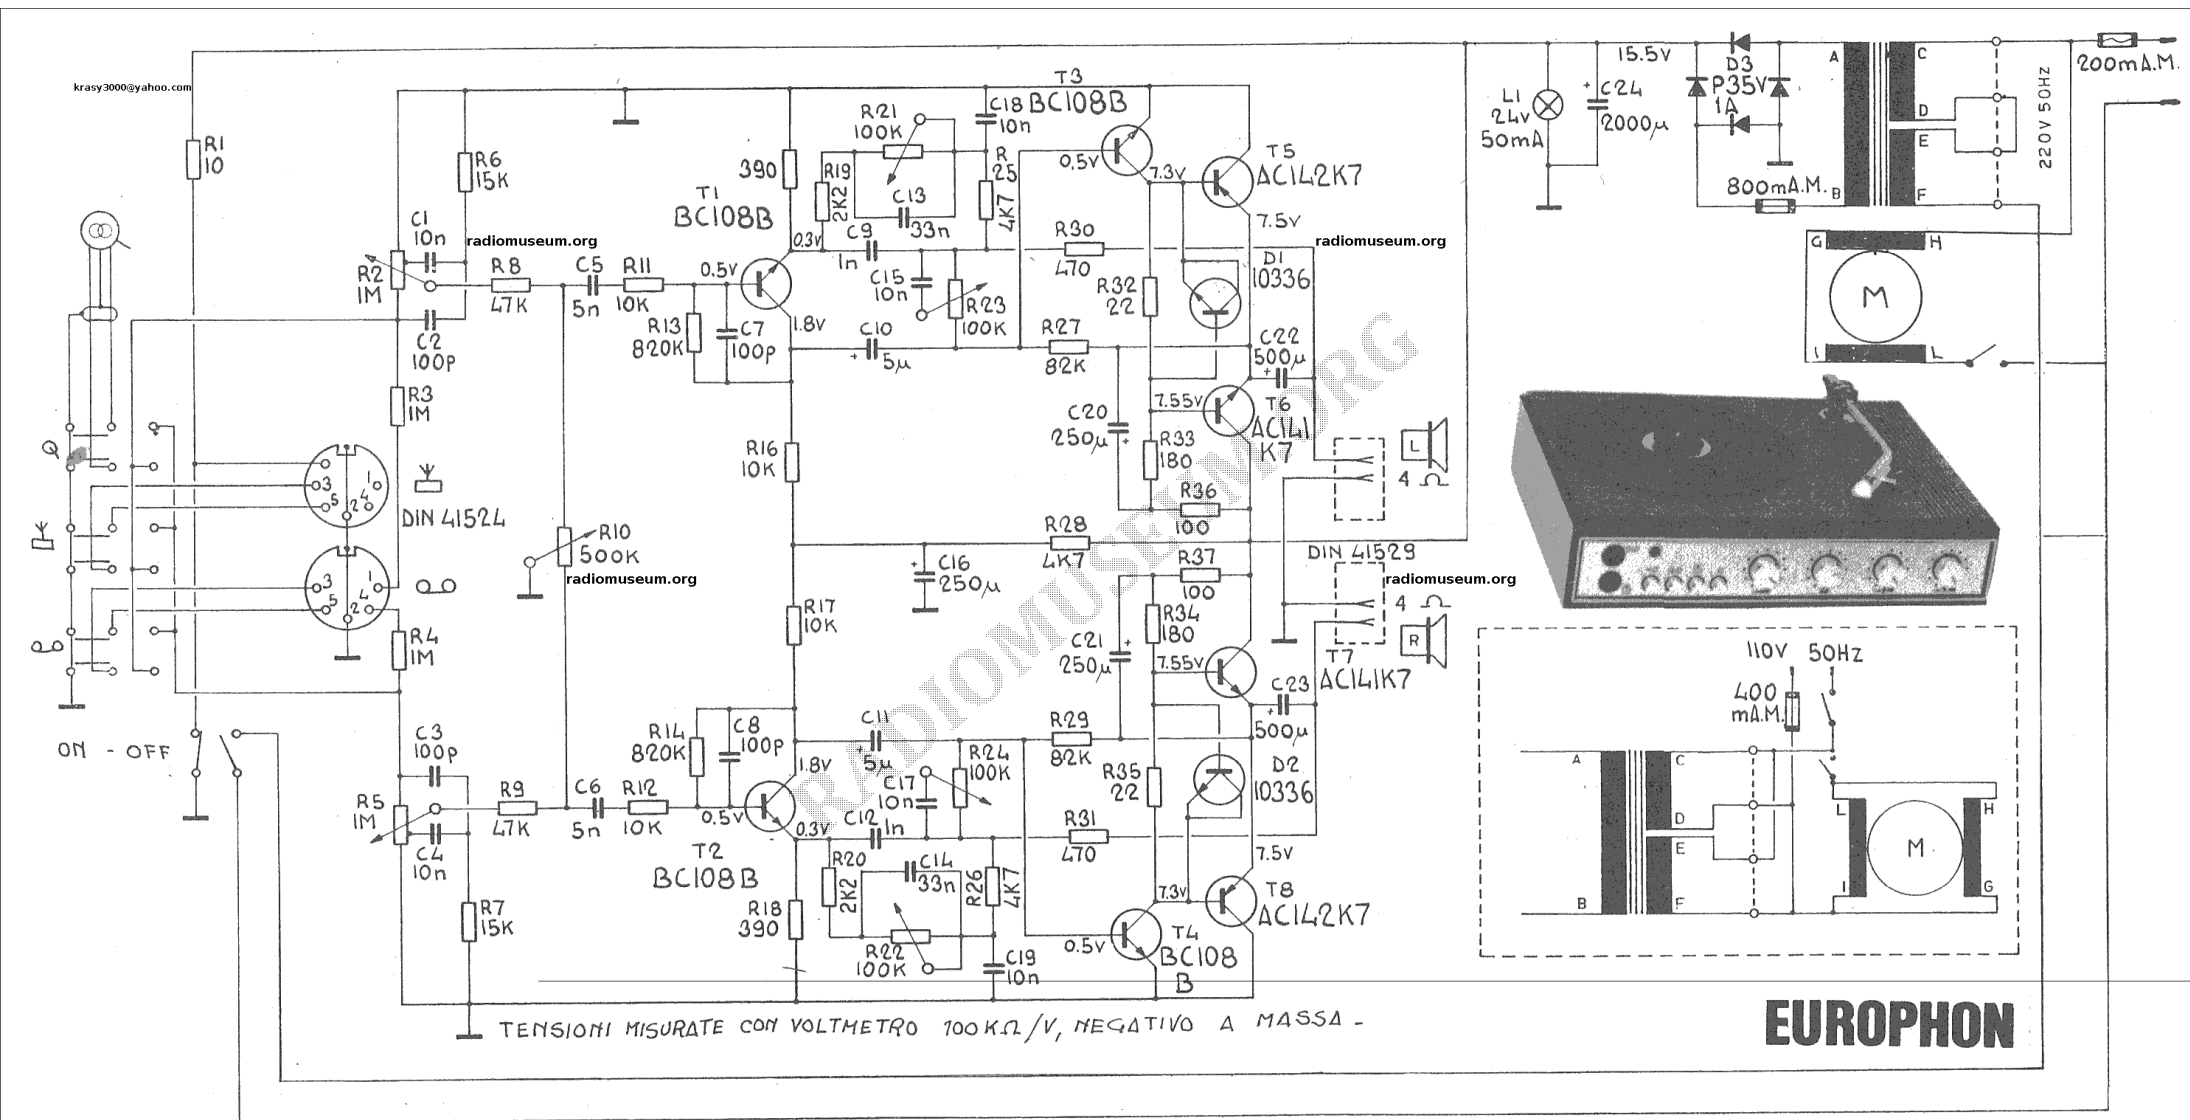 krasy3000@yahoo.com
R1
10
R6
15K
C1
10n
radiomuseum.org
R2
1M
R8
47K
C5
5n
R11
10K
C2
100p
R3
1M
390
T1
BC108B
0.5V
0.3V
1.8V
R13
820K
C7
100p
R19
2K2
R21
100K
C13
33n
C18
10n
R
25
4K7
C9
1n
C15
10n
R23
100K
C10
5µ
T3
BC108B
0.5V
7.3V
T5
AC142K7
7.5V
R30
470
radiomuseum.org
D1
10336
R32
22
R27
82K
C22
500µ
C20
250µ
7.55V
T6
AC141
K7
R33
180
R36
100
L
4 Ω
R16
10K
R28
4K7
DIN 41529
C16
250µ
R37
100
radiomuseum.org
4 Ω
R
R17
10K
R34
180
C21
250µ
7.55V
T7
AC141K7
C23
500µ
R29
82K
R35
22
D2
10336
R31
470
7.5V
7.3V
T8
AC142K7
0.5V
T4
BC108
B
3
1
5
4
2
DIN 41524
3
1
5
4
2
R10
500K
radiomuseum.org
R4
1M
ON - OFF
C3
100p
R5
1M
C4
10n
R9
47K
C6
5n
R12
10K
R7
15K
R14
820K
C8
100p
C11
5µ
1.8V
0.5V
0.3V
T2
BC108B
R18
390
C12
1n
C17
10n
R24
100K
R20
2K2
C14
33n
R26
4K7
R22
100K
C19
10n
RADIOMUSEUM.ORG
15.5V
L1
24V
50mA
C24
2000µ
D3
P35V
1A
800mA.M.
A
B
C
D
E
F
220V 50Hz
200mA.M.
G
H
M
I
L
110V 50Hz
400
mA.M.
A
B
C
D
E
F
L
H
M
I
G
TENSIONI MISURATE CON VOLTMETRO 100KΩ/V, NEGATIVO A MASSA -
EUROPHON